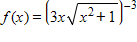 f(x) = (3x√(x²+1))⁻³